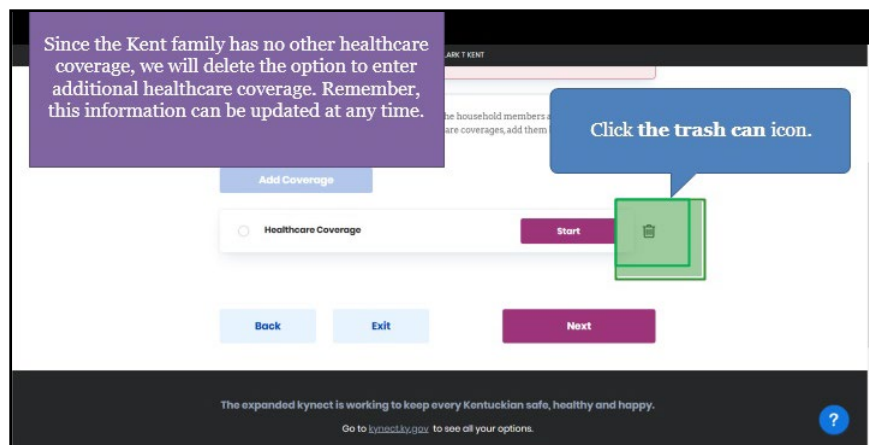 Since the Kent family has no other healthcare
coverage, we will delete the option to enter
additional healthcare coverage. Remember,
this information can be updated at any time.
LARK T KENT
he household members a
are coverages, add them
Click the trash can icon.
Add Coverage
Healthcare Coverage
Start
Back
Exit
Next
The expanded kynect is working to keep every Kentuckian safe, healthy and happy.
Go to kynect.ky.gov to see all your options.
?